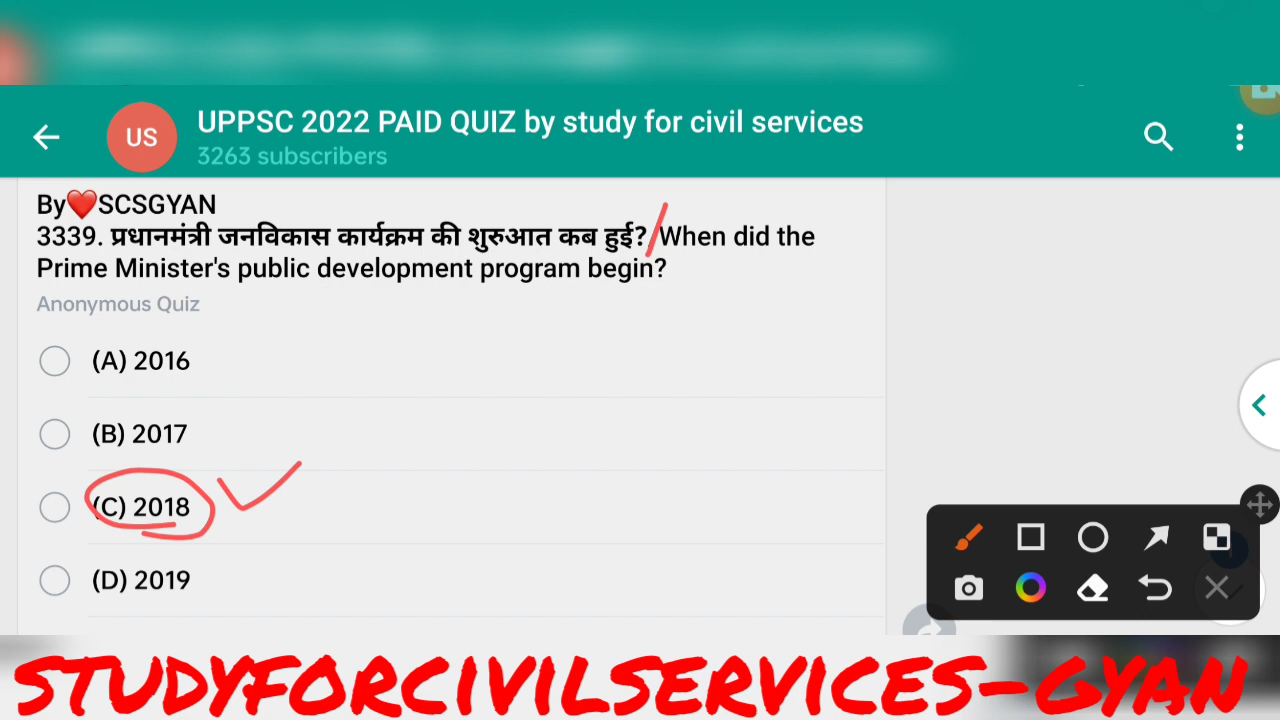 US
UPPSC 2022 PAID QUIZ by study for civil services
3263 subscribers
By❤️SCSGYAN
3339. प्रधानमंत्री जनविकास कार्यक्रम की शुरुआत कब हुई? When did the
Prime Minister's public development program begin?
Anonymous Quiz
(A) 2016
(B) 2017
(C) 2018
(D) 2019
STUDYFORCIVILSERVICES-GYAN